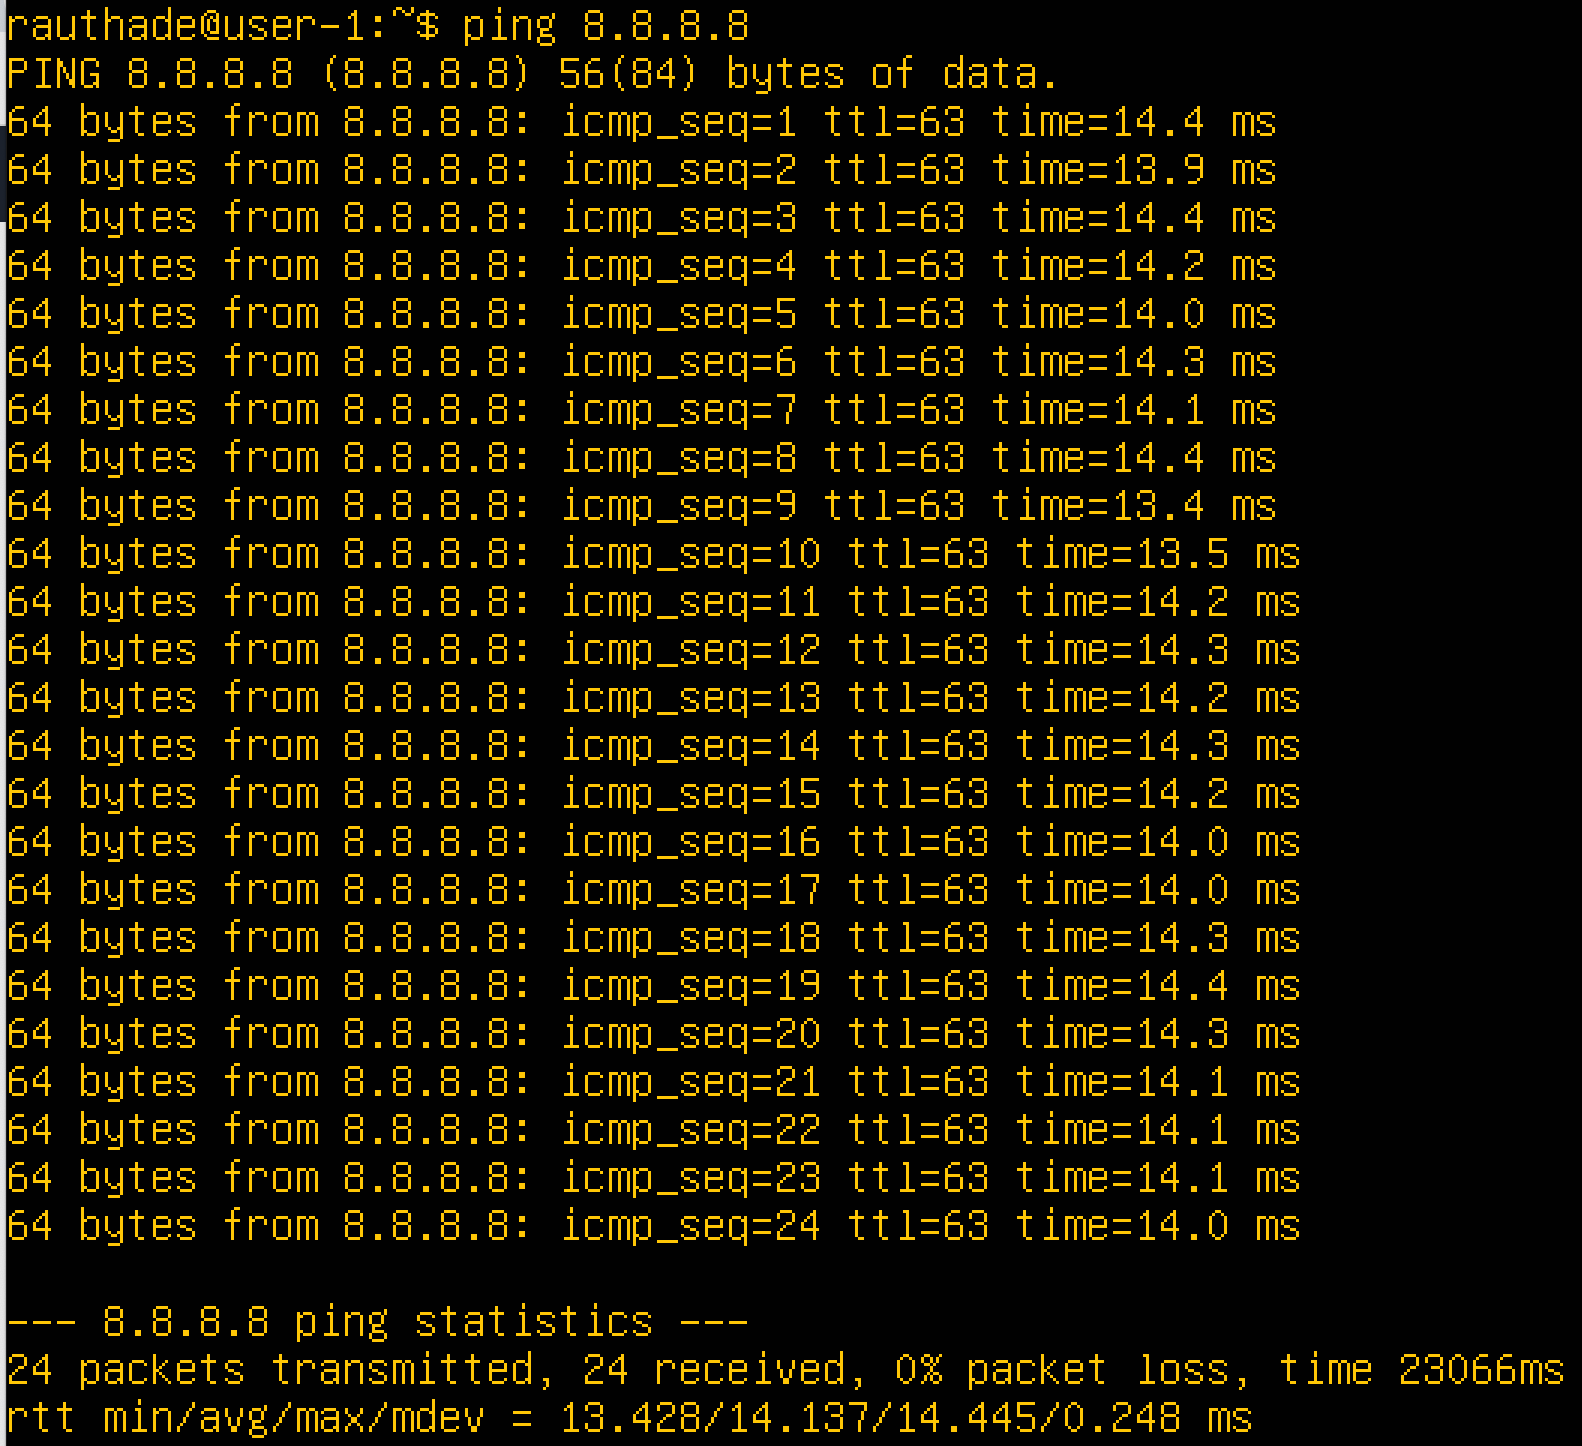 rauthade@user-1:~$ ping 8.8.8.8
PING 8.8.8.8 (8.8.8.8) 56(84) bytes of data.
64 bytes from 8.8.8.8: icmp_seq=1 ttl=63 time=14.4 ms
64 bytes from 8.8.8.8: icmp_seq=2 ttl=63 time=13.9 ms
64 bytes from 8.8.8.8: icmp_seq=3 ttl=63 time=14.4 ms
64 bytes from 8.8.8.8: icmp_seq=4 ttl=63 time=14.2 ms
64 bytes from 8.8.8.8: icmp_seq=5 ttl=63 time=14.0 ms
64 bytes from 8.8.8.8: icmp_seq=6 ttl=63 time=14.3 ms
64 bytes from 8.8.8.8: icmp_seq=7 ttl=63 time=14.1 ms
64 bytes from 8.8.8.8: icmp_seq=8 ttl=63 time=14.4 ms
64 bytes from 8.8.8.8: icmp_seq=9 ttl=63 time=13.4 ms
64 bytes from 8.8.8.8: icmp_seq=10 ttl=63 time=13.5 ms
64 bytes from 8.8.8.8: icmp_seq=11 ttl=63 time=14.2 ms
64 bytes from 8.8.8.8: icmp_seq=12 ttl=63 time=14.3 ms
64 bytes from 8.8.8.8: icmp_seq=13 ttl=63 time=14.2 ms
64 bytes from 8.8.8.8: icmp_seq=14 ttl=63 time=14.3 ms
64 bytes from 8.8.8.8: icmp_seq=15 ttl=63 time=14.2 ms
64 bytes from 8.8.8.8: icmp_seq=16 ttl=63 time=14.0 ms
64 bytes from 8.8.8.8: icmp_seq=17 ttl=63 time=14.0 ms
64 bytes from 8.8.8.8: icmp_seq=18 ttl=63 time=14.3 ms
64 bytes from 8.8.8.8: icmp_seq=19 ttl=63 time=14.4 ms
64 bytes from 8.8.8.8: icmp_seq=20 ttl=63 time=14.3 ms
64 bytes from 8.8.8.8: icmp_seq=21 ttl=63 time=14.1 ms
64 bytes from 8.8.8.8: icmp_seq=22 ttl=63 time=14.1 ms
64 bytes from 8.8.8.8: icmp_seq=23 ttl=63 time=14.1 ms
64 bytes from 8.8.8.8: icmp_seq=24 ttl=63 time=14.0 ms
--- 8.8.8.8 ping statistics ---
24 packets transmitted, 24 received, 0% packet loss, time 23066ms
rtt min/avg/max/mdev = 13.428/14.137/14.445/0.248 ms